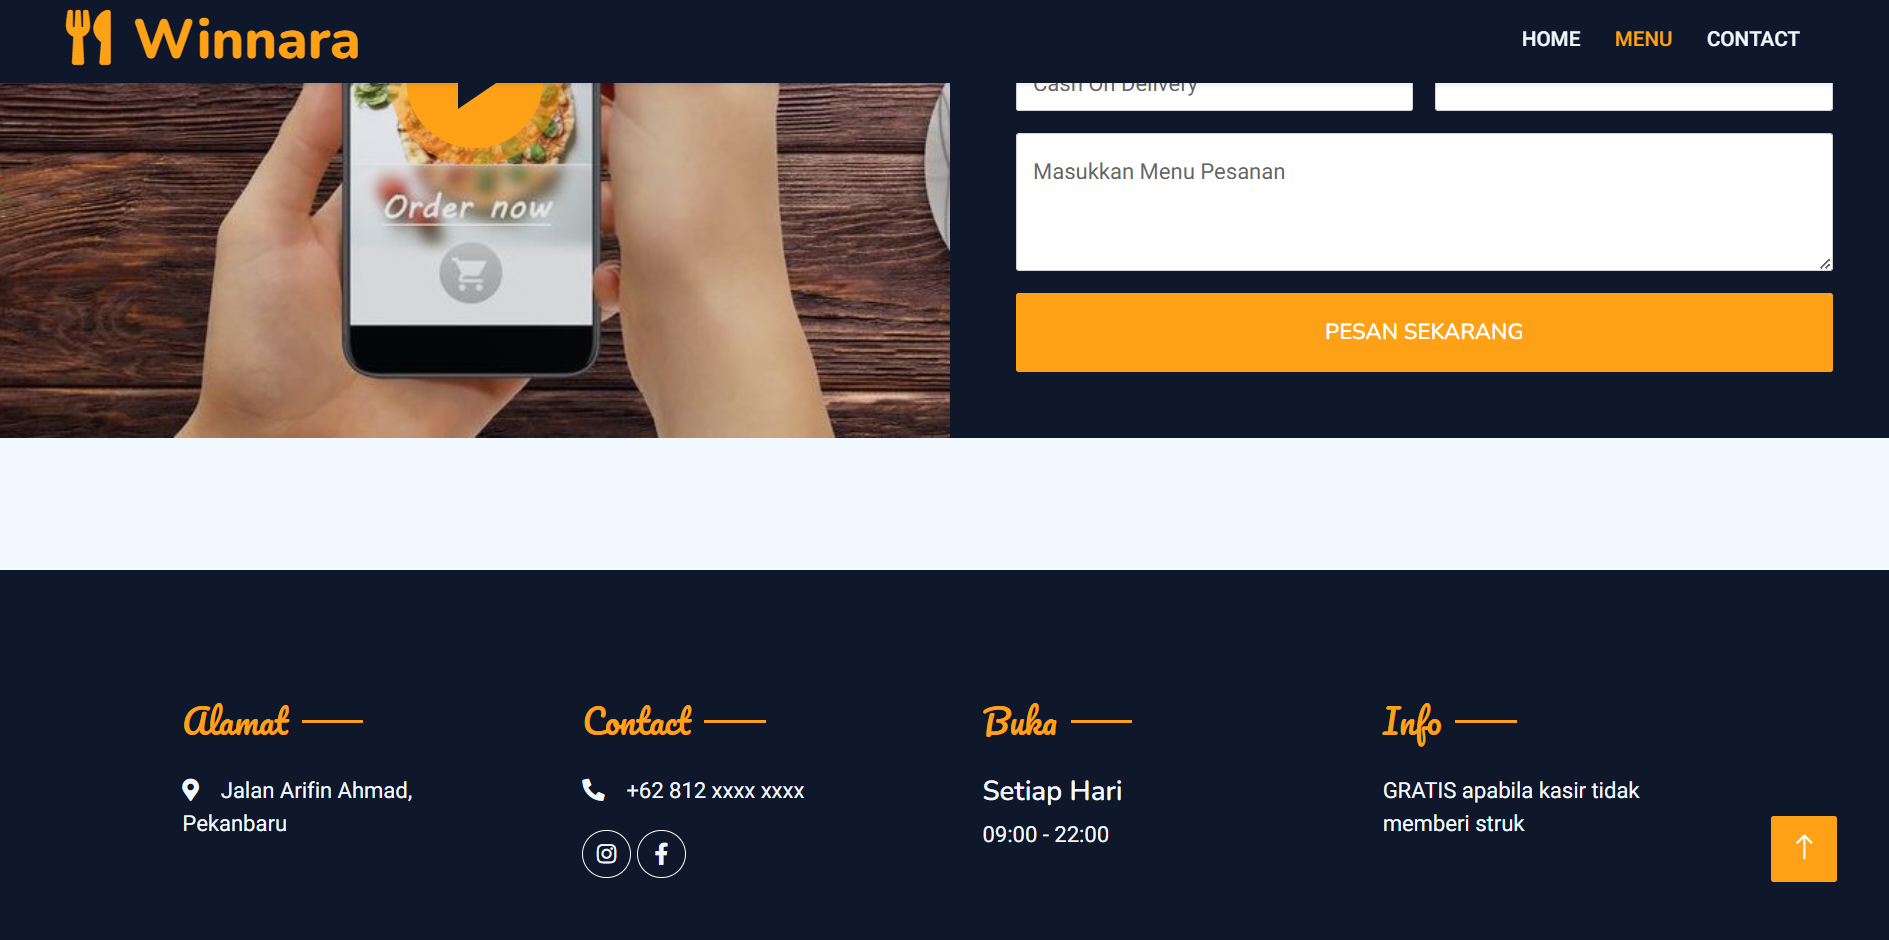 Winnara
HOME MENU CONTACT
Cash On Delivery
Masukkan Menu Pesanan
Order now
PESAN SEKARANG
Alamat
Jalan Arifin Ahmad,
Pekanbaru
Contact
+62 812 xxxx xxxx
Buka
Setiap Hari
09:00 - 22:00
Info
GRATIS apabila kasir tidak
memberi struk